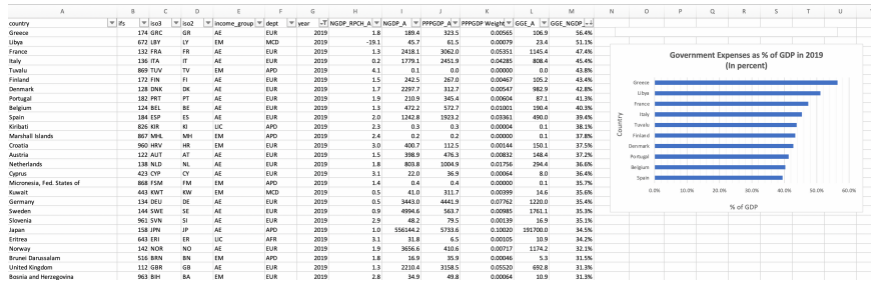 A B C D E F G H I J K L M N O P Q R S T U
country ifs iso3 iso2 income_group dept year NGDP_RPCH_A NGDP_A PPPGDP_A PPPGDP Weight GGE_A GGE_NGDP
Greece 174 GRC GR AE EUR 2019 1.8 189.4 323.5 0.00565 106.9 56.4%
Libya 672 LBY LY EM MCD 2019 -19.1 45.7 61.5 0.00079 23.4 51.1%
France 132 FRA FR AE EUR 2019 1.3 2418.1 3062.0 0.05351 1145.4 47.4%
Italy 136 ITA IT AE EUR 2019 0.2 1779.1 2451.9 0.04285 808.4 45.4%
Tuvalu 869 TUV TV EM APD 2019 4.1 0.1 0.0 0.00000 0.0 43.8%
Finland 172 FIN FI AE EUR 2019 1.5 242.5 267.0 0.00467 105.2 43.4%
Denmark 128 DNK DK AE EUR 2019 1.7 2297.7 312.7 0.00547 982.9 42.8%
Portugal 182 PRT PT AE EUR 2019 1.9 210.9 345.4 0.00604 87.1 41.3%
Belgium 124 BEL BE AE EUR 2019 1.3 472.2 572.7 0.01001 190.4 40.3%
Spain 184 ESP ES AE EUR 2019 2.0 1242.8 1923.2 0.03361 490.0 39.4%
Kiribati 826 KIR KI LIC APD 2019 2.3 0.3 0.3 0.00004 0.1 38.1%
Marshall Islands 867 MHL MH EM APD 2019 2.4 0.2 0.2 0.00000 0.1 37.8%
Croatia 960 HRV HR EM EUR 2019 3.0 400.7 112.5 0.00144 150.1 37.5%
Austria 122 AUT AT AE EUR 2019 1.5 398.9 476.3 0.00832 148.4 37.2%
Netherlands 138 NLD NL AE EUR 2019 1.8 803.8 1004.9 0.01756 294.4 36.6%
Cyprus 423 CYP CY AE EUR 2019 3.1 22.0 36.9 0.00064 8.0 36.4%
Micronesia, Fed. States of 868 FSM FM EM APD 2019 1.4 0.4 0.4 0.00000 0.1 35.7%
Kuwait 443 KWT KW EM MCD 2019 0.5 41.0 311.7 0.00399 14.6 35.6%
Germany 134 DEU DE AE EUR 2019 0.5 3443.0 4441.9 0.07762 1220.0 35.4%
Sweden 144 SWE SE AE EUR 2019 0.9 4994.6 563.7 0.00985 1761.1 35.3%
Slovenia 961 SVN SI AE EUR 2019 2.9 48.2 79.5 0.00139 16.9 35.1%
Japan 158 JPN JP AE APD 2019 1.0 556144.2 5733.6 0.10020 191700.0 34.5%
Eritrea 643 ERI ER LIC AFR 2019 3.1 31.8 6.5 0.00105 10.9 34.2%
Norway 142 NOR NO AE EUR 2019 1.9 3656.6 410.6 0.00717 1174.2 32.1%
Brunei Darussalam 516 BRN BN EM APD 2019 1.8 16.9 35.9 0.00046 5.3 31.5%
United Kingdom 112 GBR GB AE EUR 2019 1.3 2210.4 3158.5 0.05520 692.8 31.3%
Bosnia and Herzegovina 963 BIH BA EM EUR 2019 2.8 34.9 49.8 0.00064 10.9 31.3%
Government Expenses as % of GDP in 2019
(In percent)
Country
Greece
Libya
France
Italy
Tuvalu
Finland
Denmark
Portugal
Belgium
Spain
0.0% 10.0% 20.0% 30.0% 40.0% 50.0% 60.0%
% of GDP